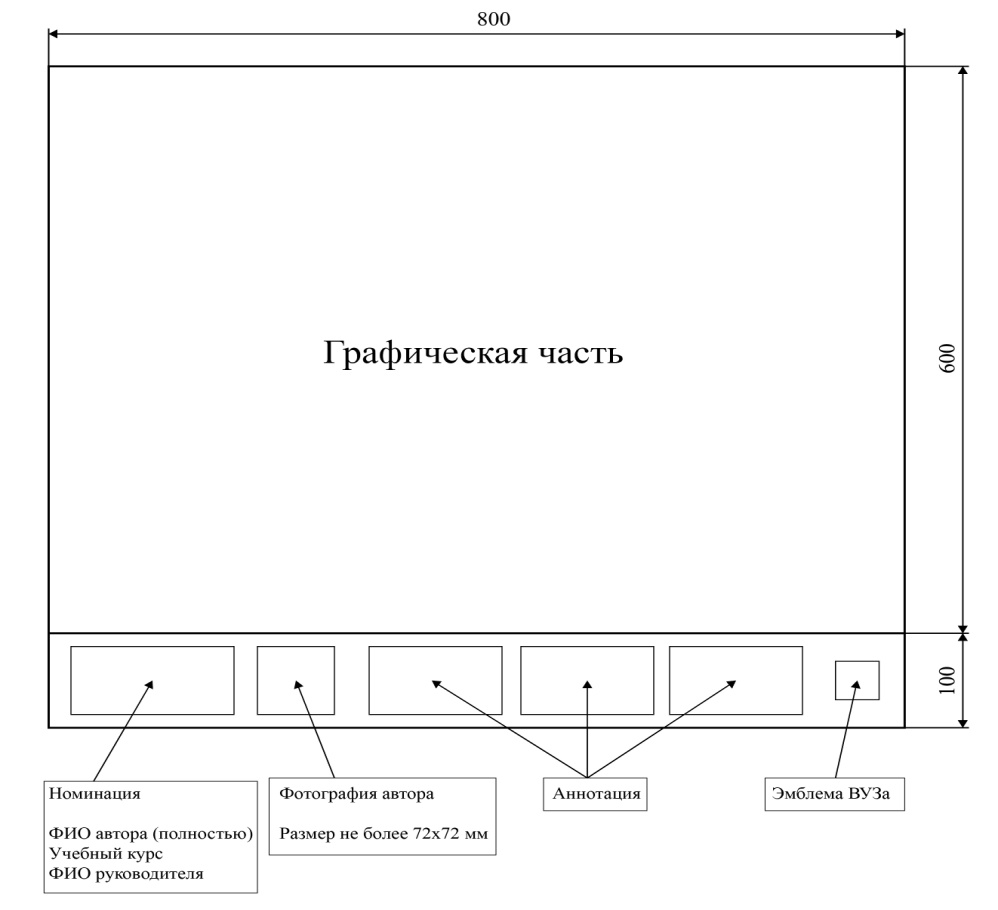 800
Графическая часть
600
100
Номинация
ФИО автора (полностью)
Учебный курс
ФИО руководителя
Фотография автора
Размер не более 72x72 мм
Аннотация
Эмблема ВУЗа